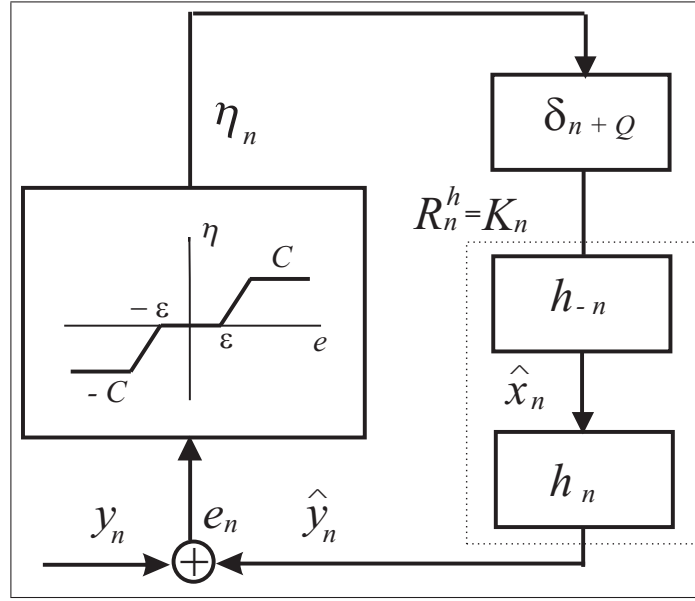 η_n
δ_{n + Q}
R_n^h = K_n
η
C
- ε
ε
e
- C
h_{-n}
x̂_n
h_n
y_n
e_n
ŷ_n
+